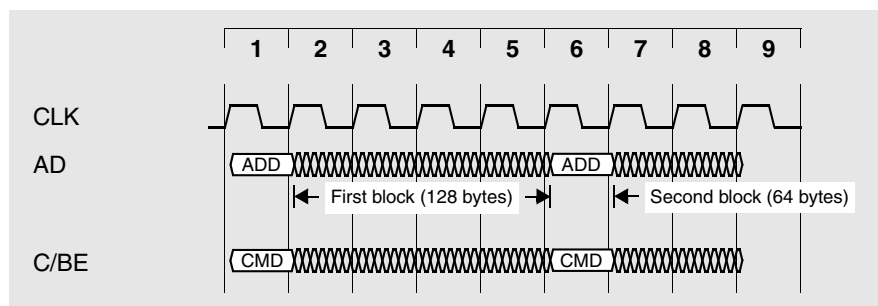 1 2 3 4 5 6 7 8 9
CLK
AD ADD ADD
First block (128 bytes) Second block (64 bytes)
C/BE CMD CMD